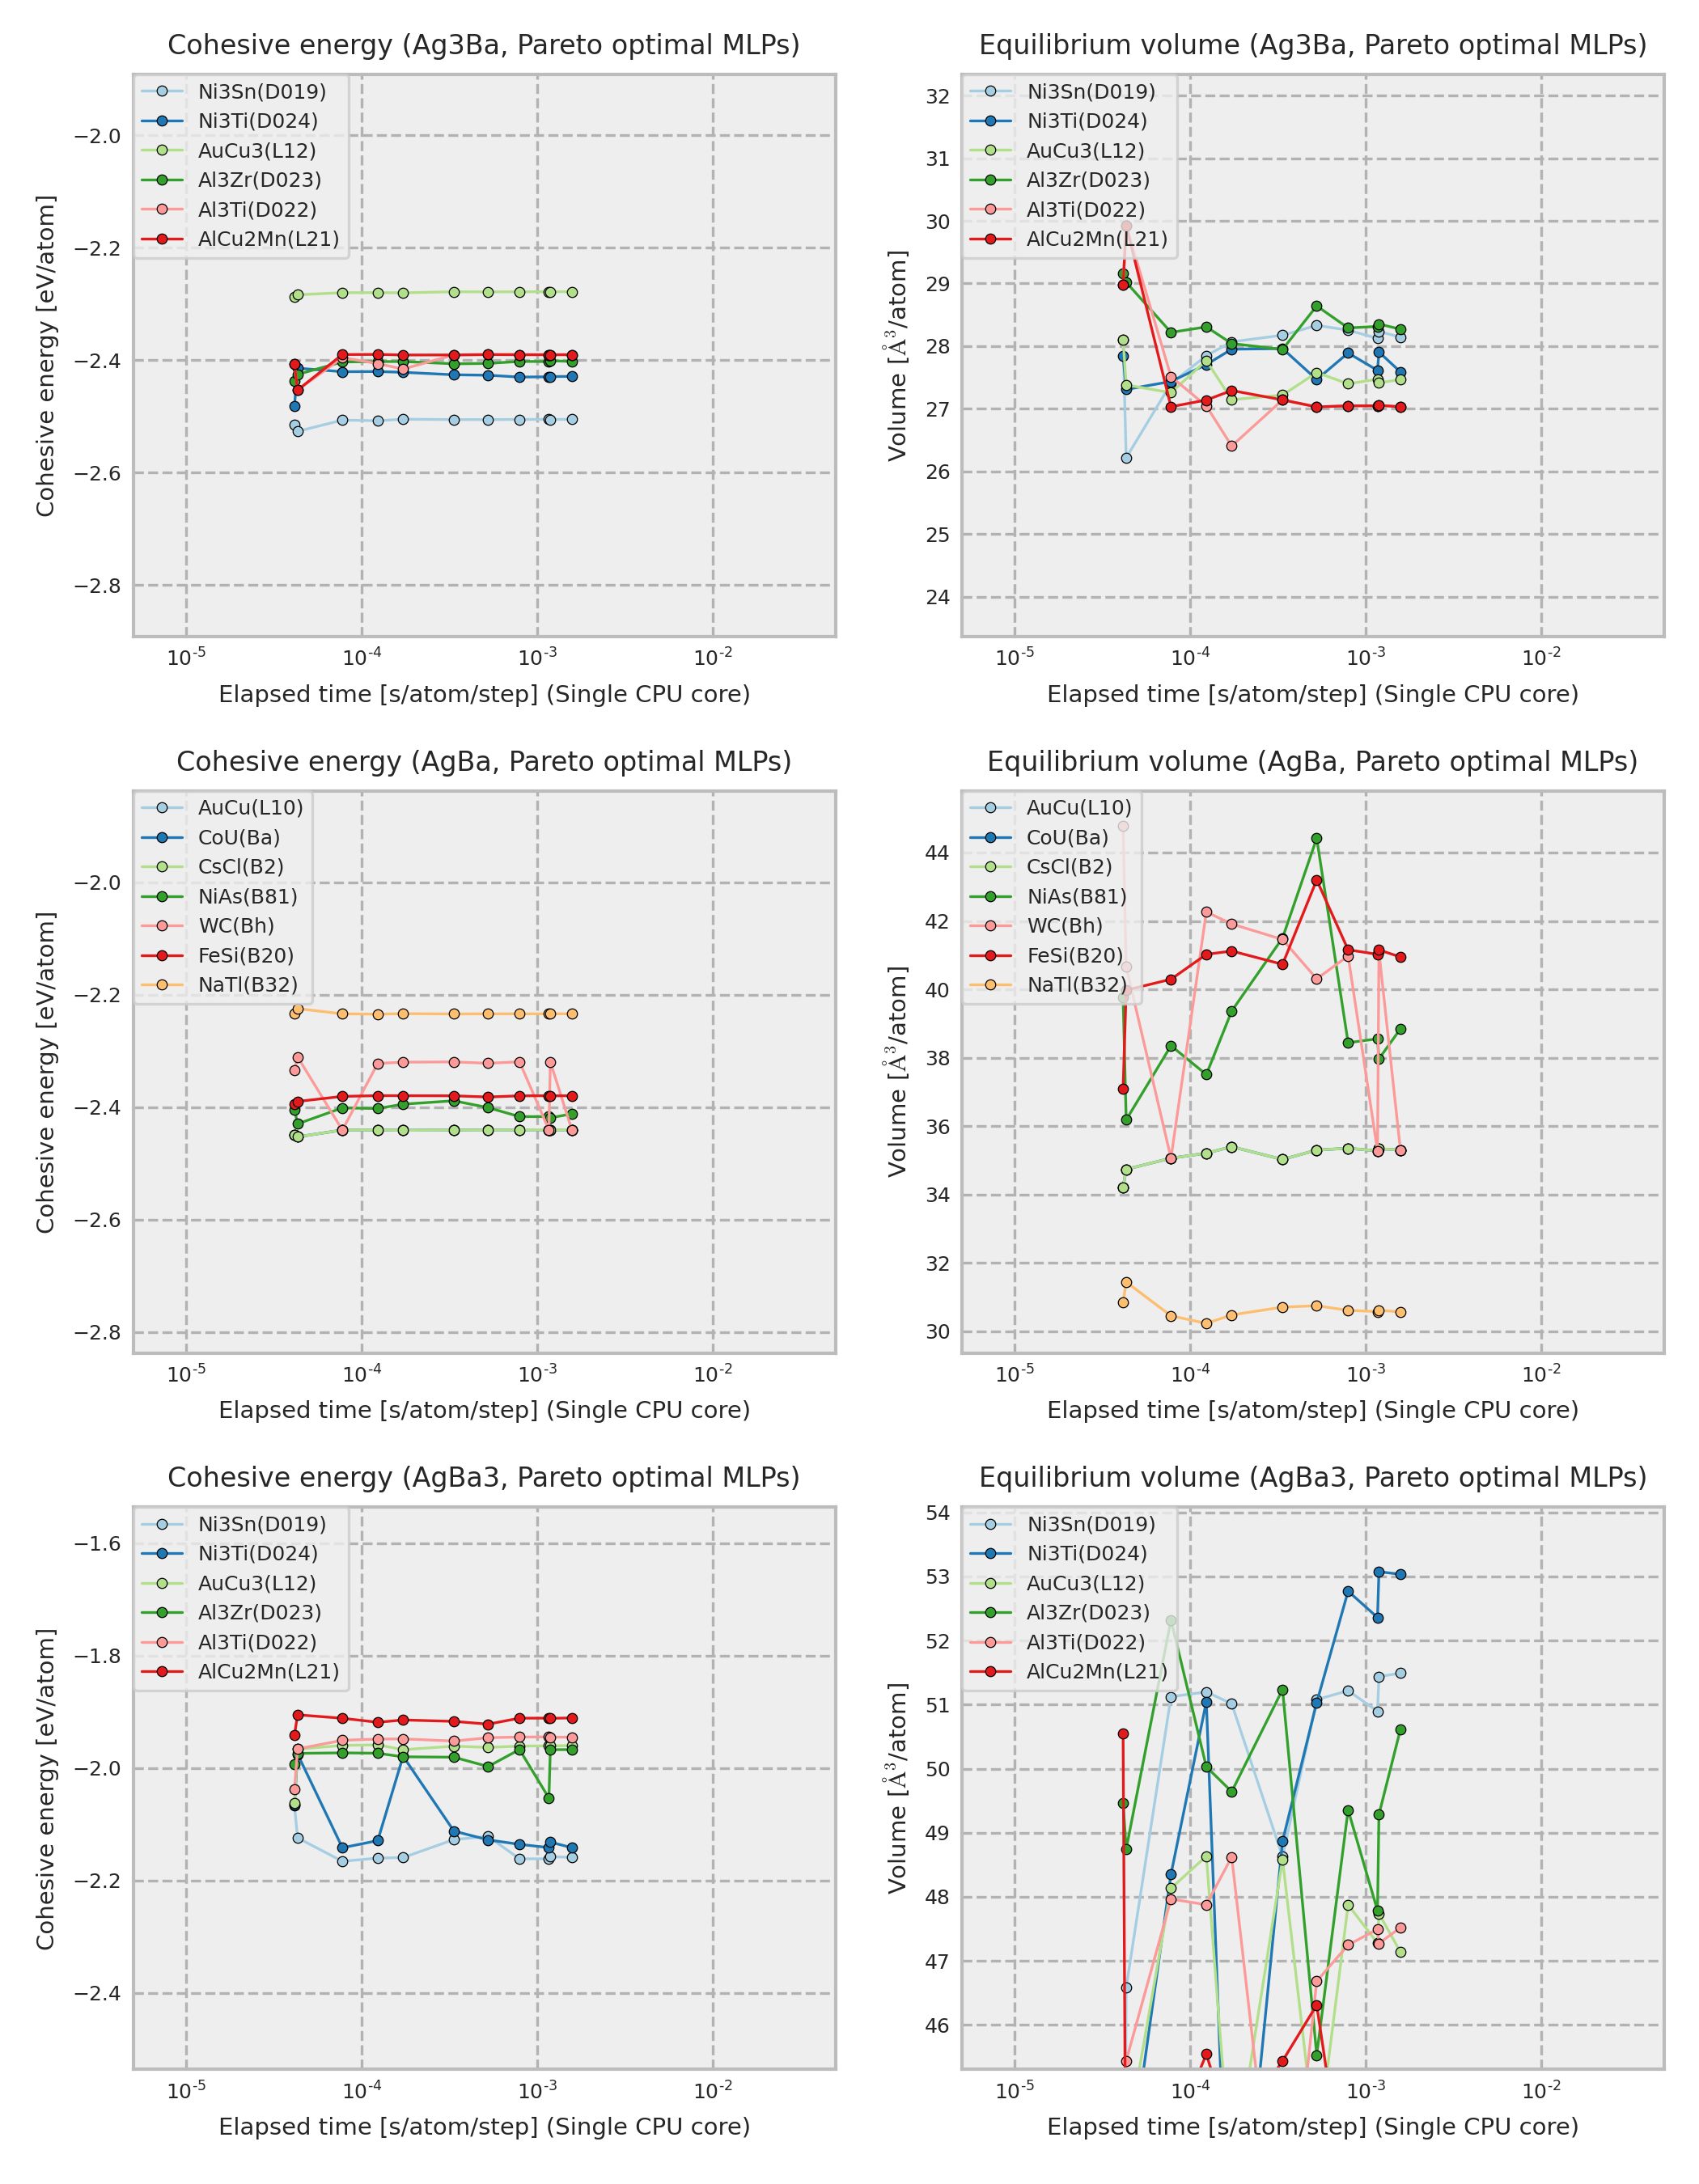 Cohesive energy (Ag3Ba, Pareto optimal MLPs)
Ni3Sn(D019)
Ni3Ti(D024)
AuCu3(L12)
Al3Zr(D023)
Al3Ti(D022)
AlCu2Mn(L21)
−2.0
−2.2
−2.4
−2.6
−2.8
Cohesive energy [eV/atom]
10-5
10-4
10-3
10-2
Elapsed time [s/atom/step] (Single CPU core)
Equilibrium volume (Ag3Ba, Pareto optimal MLPs)
Ni3Sn(D019)
Ni3Ti(D024)
AuCu3(L12)
Al3Zr(D023)
Al3Ti(D022)
AlCu2Mn(L21)
32
31
30
29
28
27
26
25
24
Volume [Å3/atom]
10-5
10-4
10-3
10-2
Elapsed time [s/atom/step] (Single CPU core)
Cohesive energy (AgBa, Pareto optimal MLPs)
AuCu(L10)
CoU(Ba)
CsCl(B2)
NiAs(B81)
WC(Bh)
FeSi(B20)
NaTl(B32)
−2.0
−2.2
−2.4
−2.6
−2.8
Cohesive energy [eV/atom]
10-5
10-4
10-3
10-2
Elapsed time [s/atom/step] (Single CPU core)
Equilibrium volume (AgBa, Pareto optimal MLPs)
AuCu(L10)
CoU(Ba)
CsCl(B2)
NiAs(B81)
WC(Bh)
FeSi(B20)
NaTl(B32)
44
42
40
38
36
34
32
30
Volume [Å3/atom]
10-5
10-4
10-3
10-2
Elapsed time [s/atom/step] (Single CPU core)
Cohesive energy (AgBa3, Pareto optimal MLPs)
Ni3Sn(D019)
Ni3Ti(D024)
AuCu3(L12)
Al3Zr(D023)
Al3Ti(D022)
AlCu2Mn(L21)
−1.6
−1.8
−2.0
−2.2
−2.4
Cohesive energy [eV/atom]
10-5
10-4
10-3
10-2
Elapsed time [s/atom/step] (Single CPU core)
Equilibrium volume (AgBa3, Pareto optimal MLPs)
Ni3Sn(D019)
Ni3Ti(D024)
AuCu3(L12)
Al3Zr(D023)
Al3Ti(D022)
AlCu2Mn(L21)
54
53
52
51
50
49
48
47
46
Volume [Å3/atom]
10-5
10-4
10-3
10-2
Elapsed time [s/atom/step] (Single CPU core)